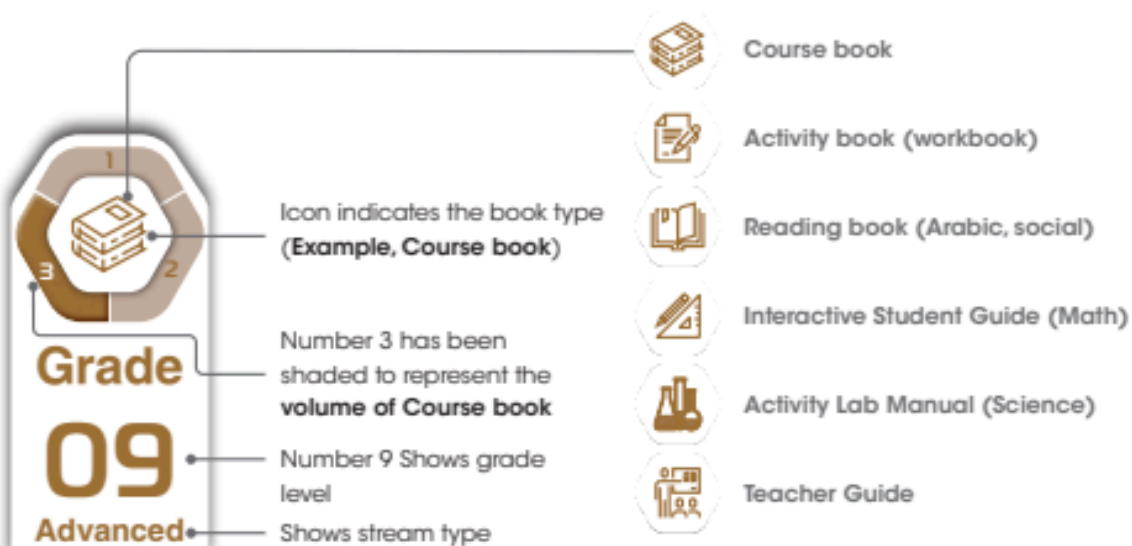 1
2
3
Grade
09
Advanced
Icon indicates the book type
(Example, Course book)
Number 3 has been
shaded to represent the
volume of Course book
Number 9 Shows grade
level
Shows stream type
Course book
Activity book (workbook)
Reading book (Arabic, social)
Interactive Student Guide (Math)
Activity Lab Manual (Science)
Teacher Guide